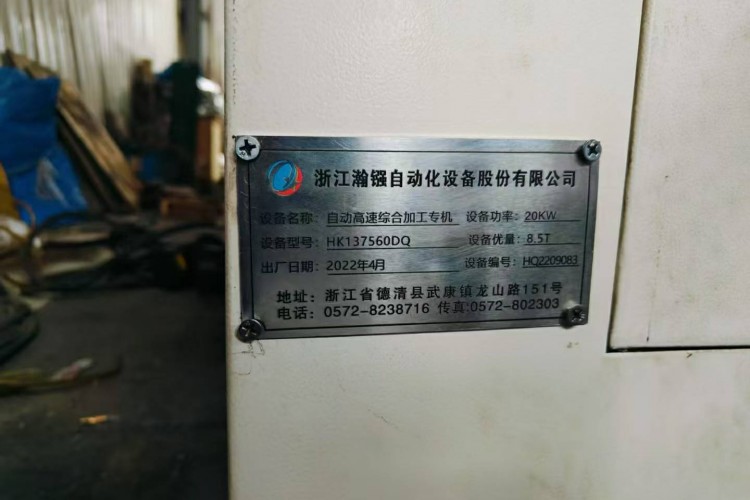 浙江瀚镪自动化设备股份有限公司
设备名称: 自动高速综合加工专机 设备功率: 20KW
设备型号: HK137560DQ 设备优量: 8.5T
出厂日期: 2022年4月 设备编号: HQ2209083
地址: 浙江省德清县武康镇龙山路151号
电话: 0572-8238716 传真:0572-802303